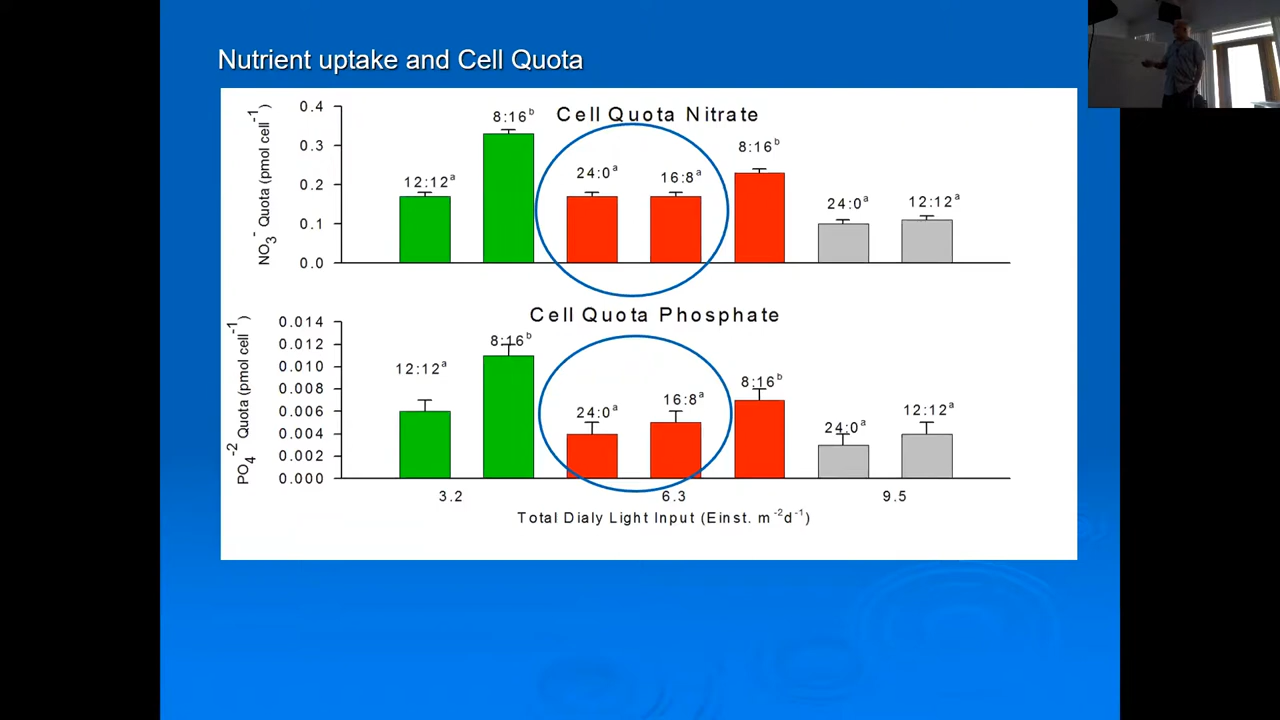 Nutrient uptake and Cell Quota
Cell Quota Nitrate
NO3- Quota (pmol cell-1)
0.4
0.3
0.2
0.1
0.0
12:12a
8:16b
24:0a
16:8a
8:16b
24:0a
12:12a
Cell Quota Phosphate
PO4-2 Quota (pmol cell-1)
0.014
0.012
0.010
0.008
0.006
0.004
0.002
0.000
12:12a
8:16b
24:0a
16:8a
8:16b
24:0a
12:12a
3.2
6.3
9.5
Total Dialy Light Input (Einst. m-2d-1)